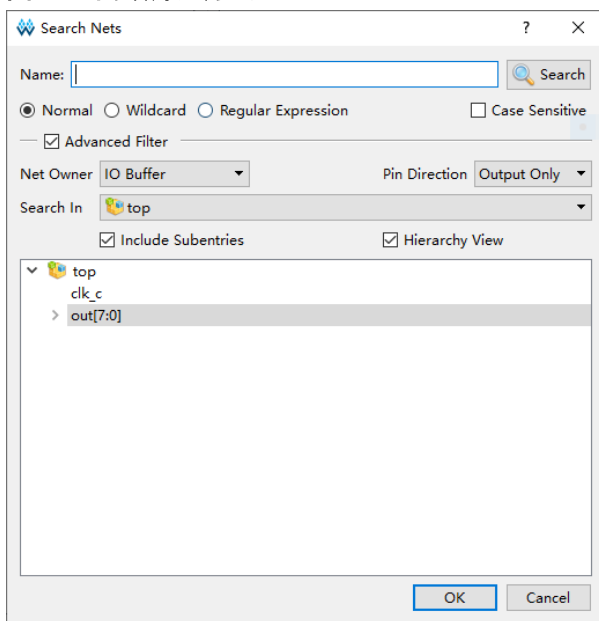 Search Nets ?
Name: Search
Normal Wildcard Regular Expression Case Sensitive
Advanced Filter
Net Owner IO Buffer Pin Direction Output Only
Search In top
Include Subentries Hierarchy View
top
clk_c
out[7:0]
OK Cancel